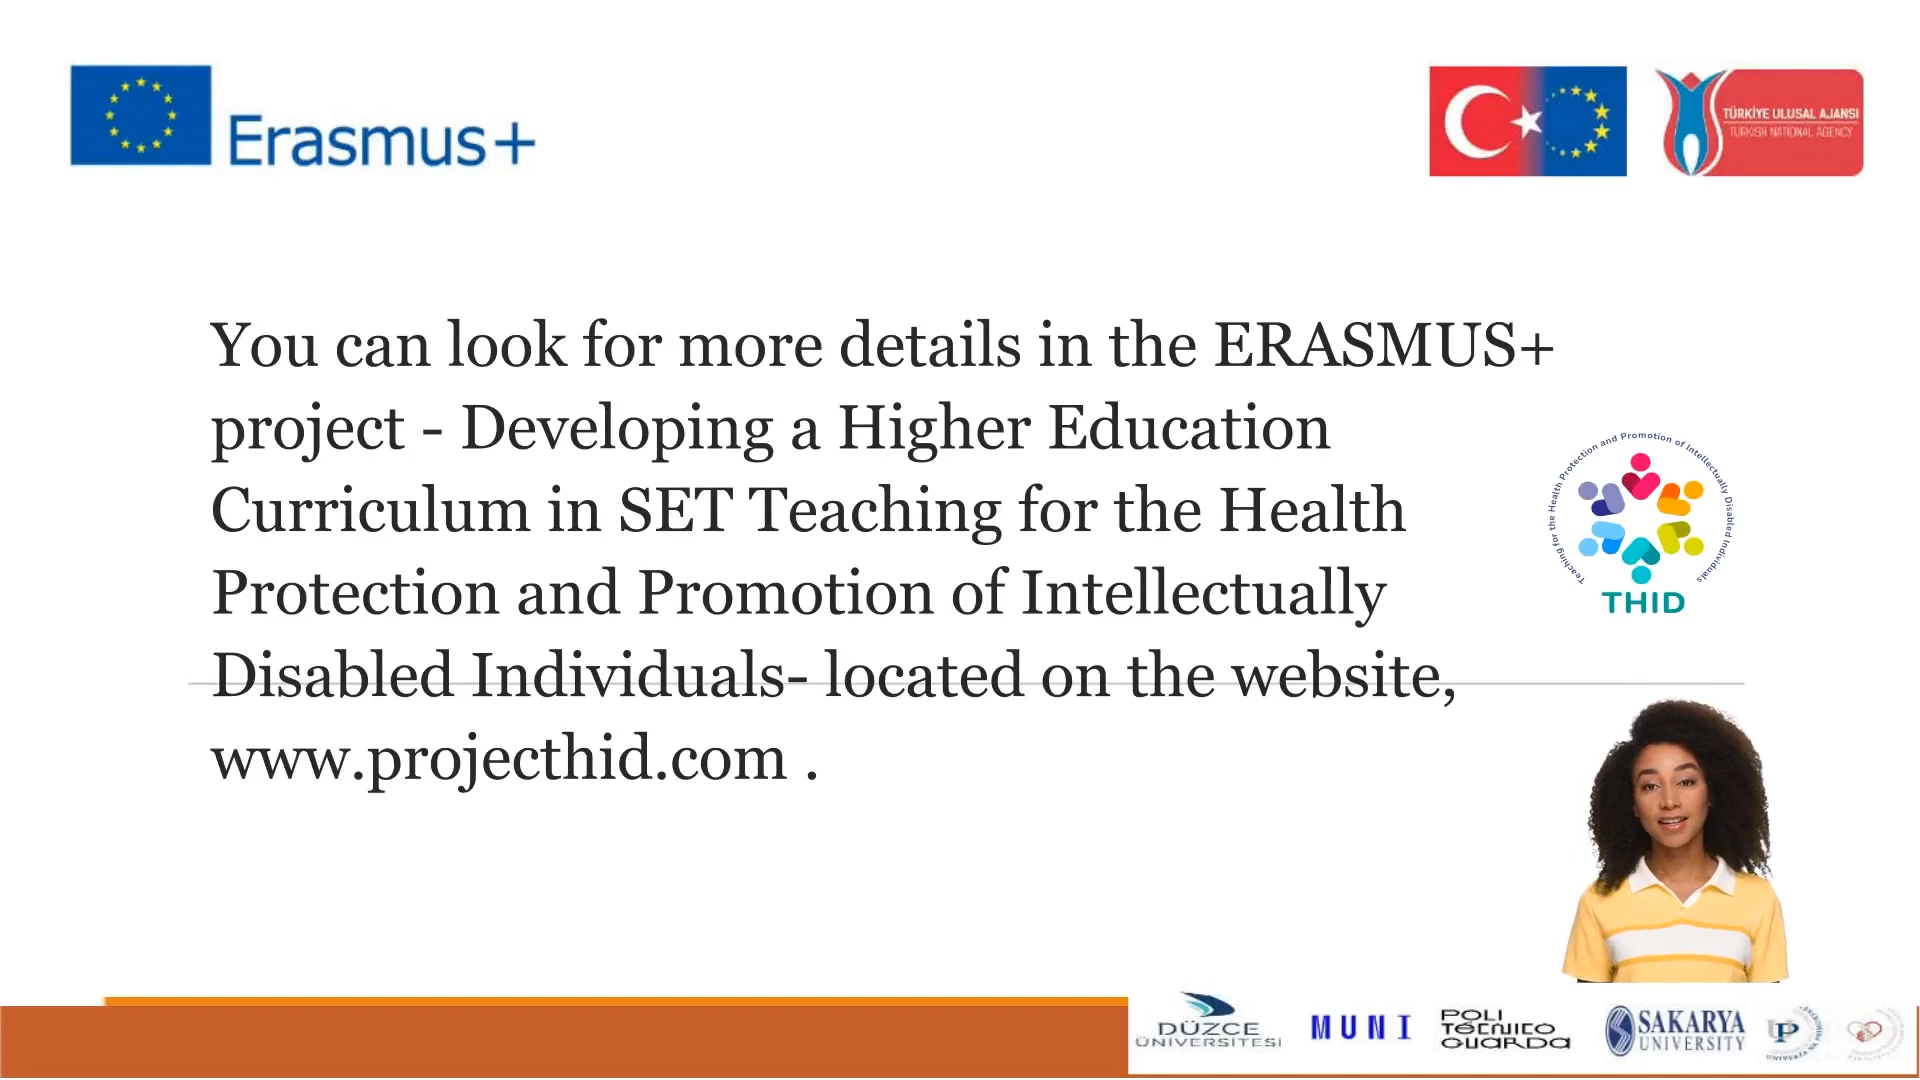 Erasmus+
TÜRKİYE ULUSAL AJANSI
TURKISH NATIONAL AGENCY
You can look for more details in the ERASMUS+
project - Developing a Higher Education
Curriculum in SET Teaching for the Health
Protection and Promotion of Intellectually
Disabled Individuals- located on the website,
www.projecthid.com .
Teaching for the Health Protection and Promotion of Intellectually Disabled Individuals
THID
DÜZCE
ÜNİVERSİTESİ
MUNI
POLI
TÉCNICO
GUARDA
SAKARYA
UNIVERSITY
UP